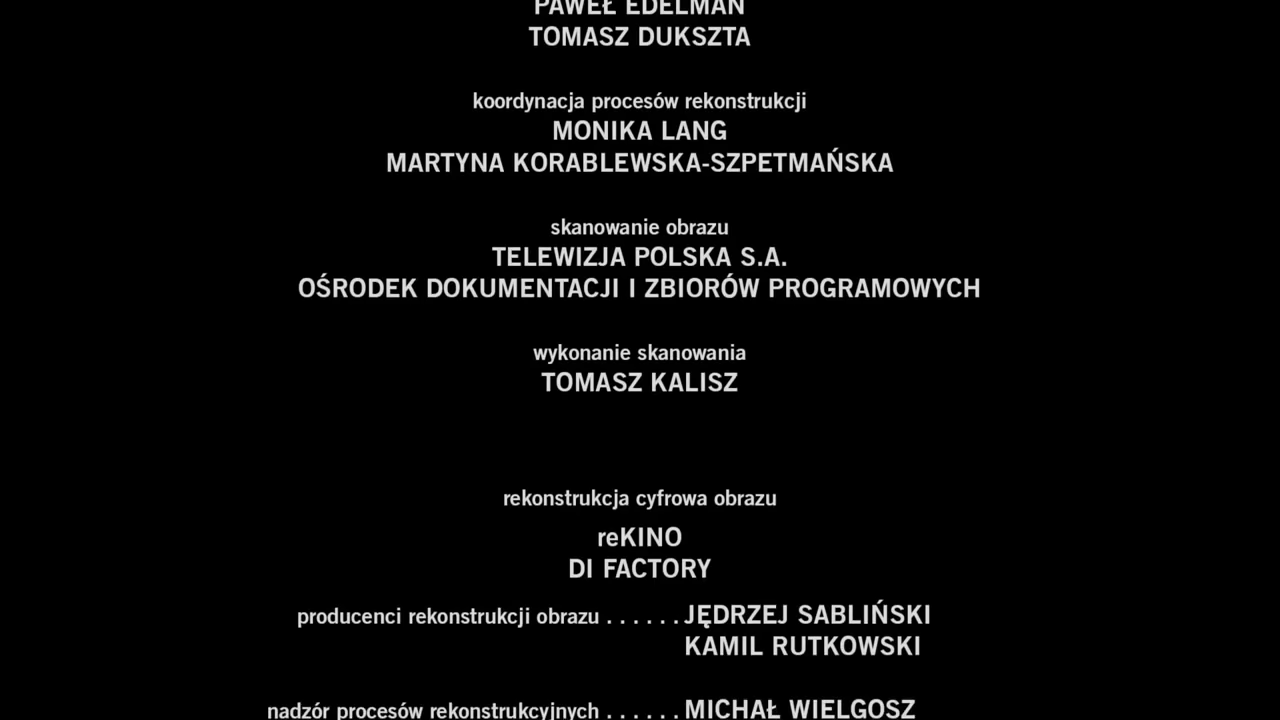 PAWEŁ EDELMAN
TOMASZ DUKSZTA
koordynacja procesów rekonstrukcji
MONIKA LANG
MARTYNA KORABLEWSKA-SZPETMAŃSKA
skanowanie obrazu
TELEWIZJA POLSKA S.A.
OŚRODEK DOKUMENTACJI I ZBIORÓW PROGRAMOWYCH
wykonanie skanowania
TOMASZ KALISZ
rekonstrukcja cyfrowa obrazu
reKINO
DI FACTORY
producenci rekonstrukcji obrazu . . . . . . JĘDRZEJ SABLIŃSKI
KAMIL RUTKOWSKI
nadzór procesów rekonstrukcyjnych . . . . . . MICHAŁ WIELGOSZ